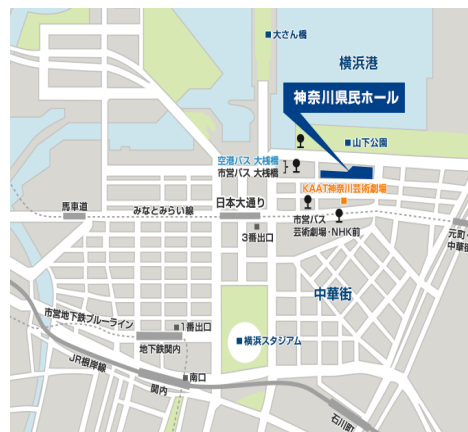 大さん橋
横浜港
神奈川県民ホール
山下公園
空港バス 大桟橋
市営バス 大桟橋
KAAT神奈川芸術劇場
馬車道
みなとみらい線
日本大通り
市営バス
芸術劇場・NHK前
3番出口
元町・
中華街
中華街
市営地下鉄ブルーライン
1番出口
地下鉄関内
横浜スタジアム
JR根岸線
南口
関内
石川町